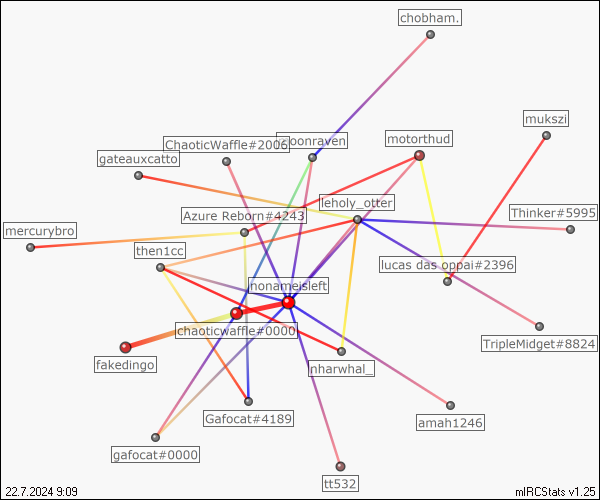 chobham.
mukszi
ChaoticWaffle#2006
oonraven
motorthud
gateauxcatto
leholy_otter
Azure Reborn#4243
Thinker#5995
mercurybro
then1cc
lucas das oppai#2396
nonameisleft
chaoticwaffle#0000
TripleMidget#8824
fakedingo
nharwhal_
Gafocat#4189
amah1246
gafocat#0000
tt532
22.7.2024 9:09
mIRCStats v1.25